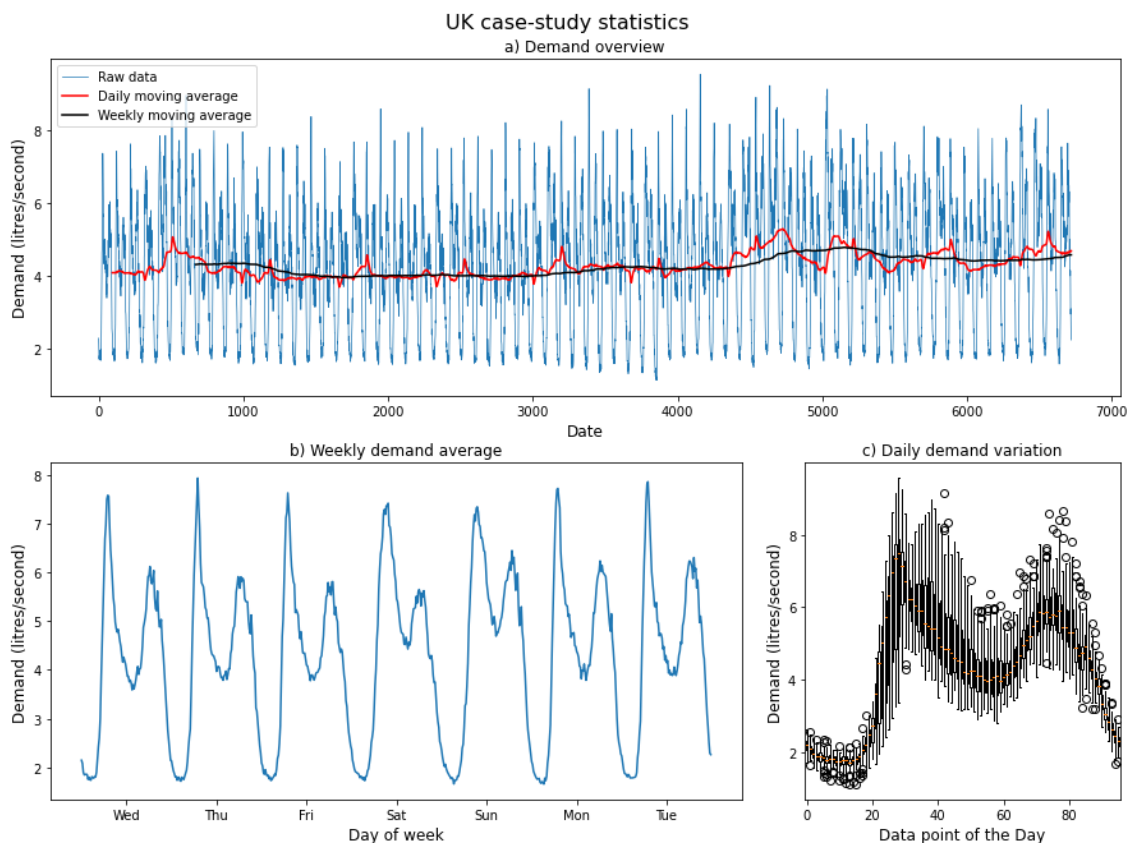 UK case-study statistics
a) Demand overview
Raw data
Daily moving average
Weekly moving average
Demand (litres/second)
8
6
4
2
0
1000
2000
3000
4000
5000
6000
7000
Date
b) Weekly demand average
Demand (litres/second)
8
7
6
5
4
3
2
Wed
Thu
Fri
Sat
Sun
Mon
Tue
Day of week
c) Daily demand variation
Demand (litres/second)
8
6
4
2
0
20
40
60
80
Data point of the Day